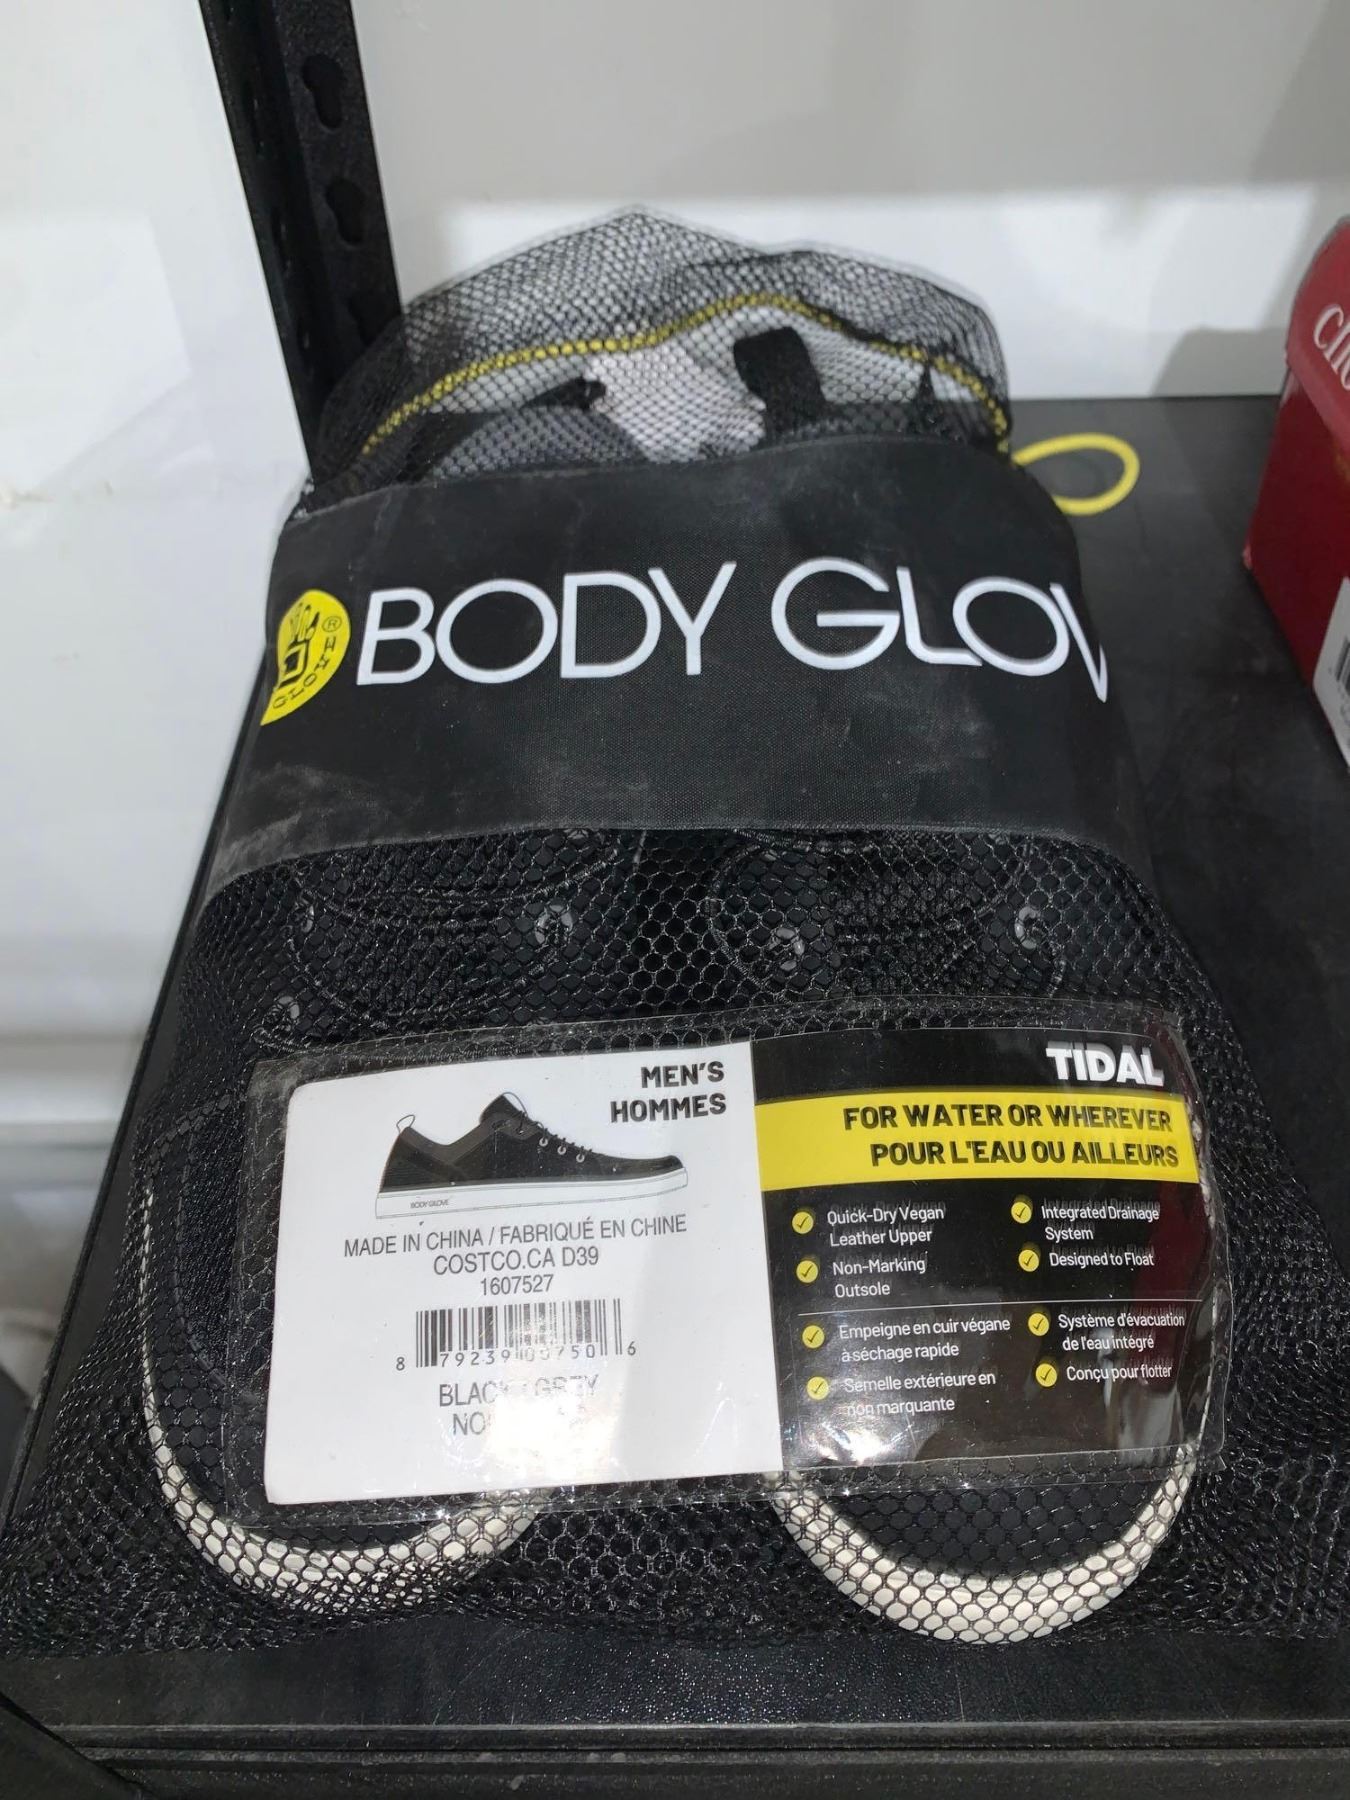 BODY GLOV
GLOVE®
MEN'S
HOMMES
BODY GLOVE
MADE IN CHINA / FABRIQUÉ EN CHINE
COSTCO.CA D39
1607527
8 79239 00750 6
TIDAL
FOR WATER OR WHEREVER
POUR L'EAU OU AILLEURS
Quick-Dry Vegan
Leather Upper
Non-Marking
Outsole
Integrated Drainage
System
Designed to Float
Empeigne en cuir végane
à séchage rapide
Semelle extérieure en
non marquante
Système d'évacuation
de l'eau intégré
Conçu pour flotter